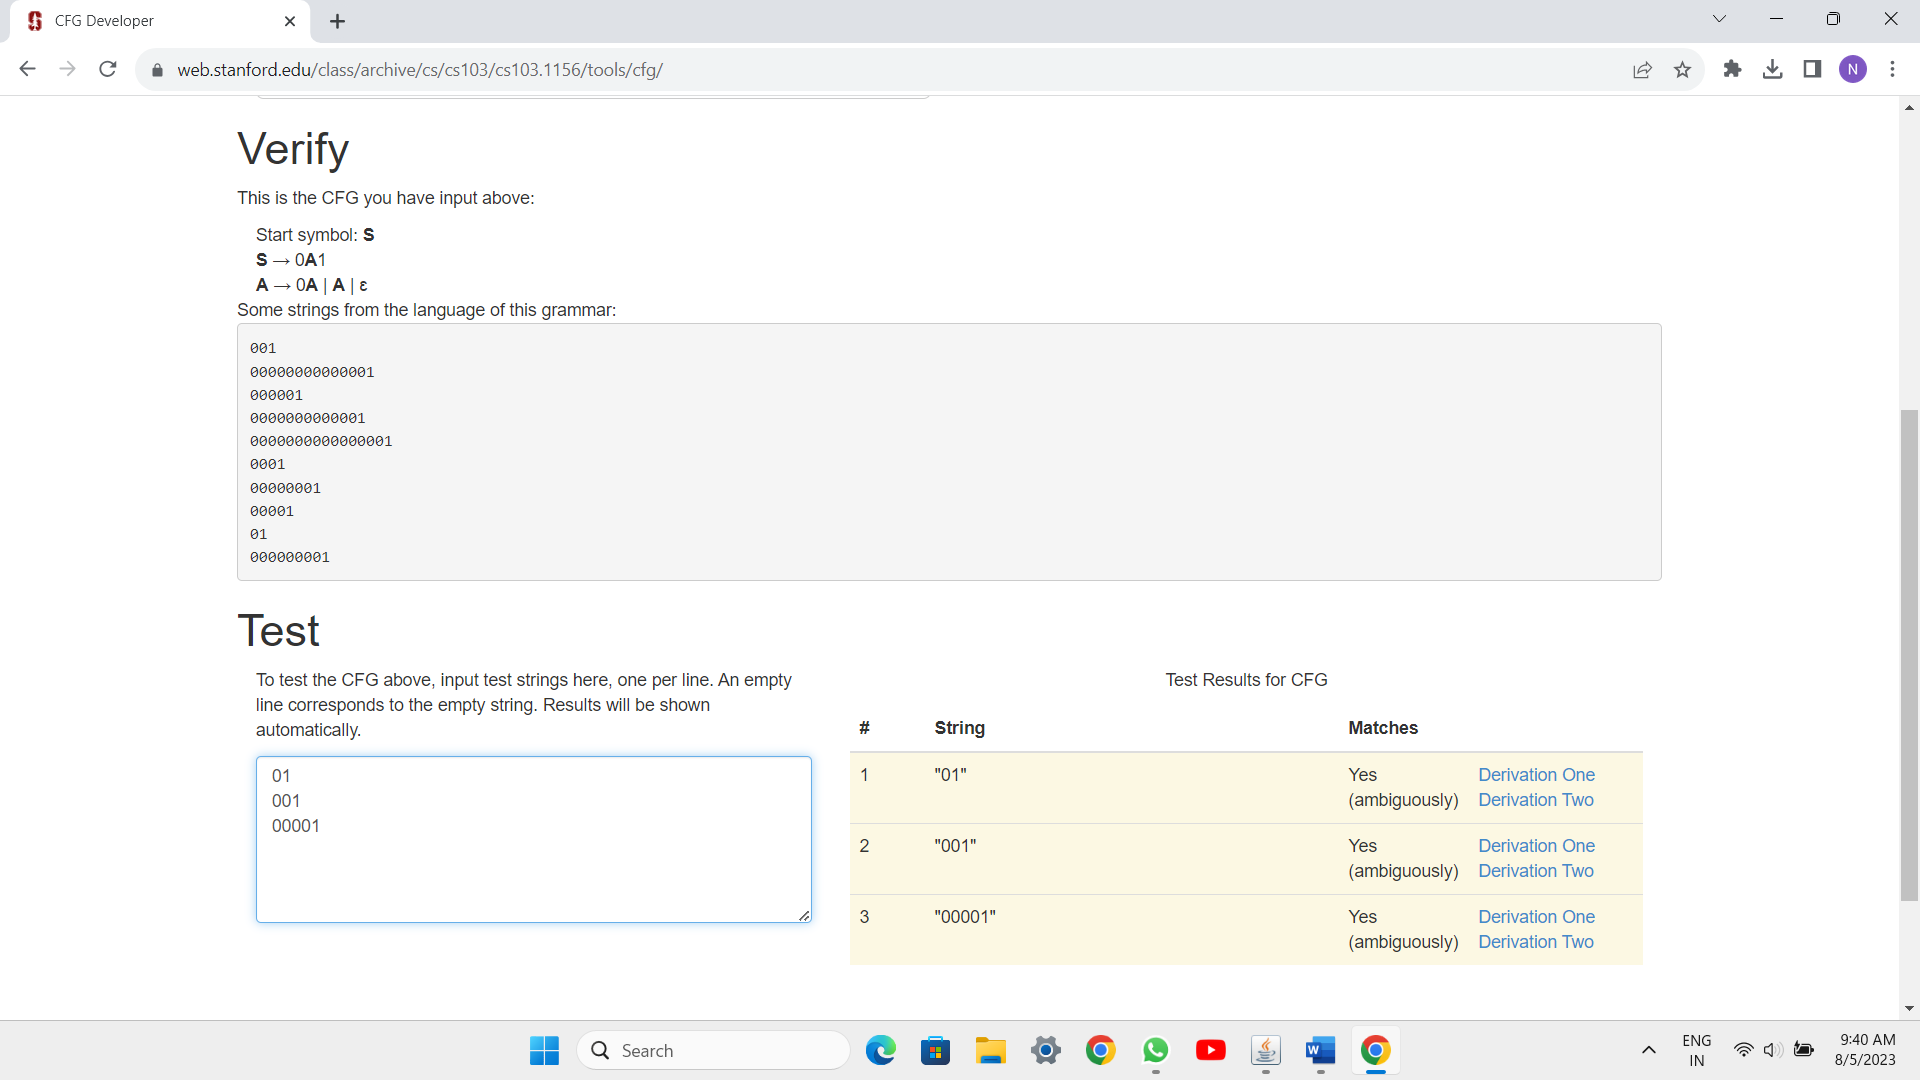 CFG Developer
web.stanford.edu/class/archive/cs/cs103/cs103.1156/tools/cfg/
N
Verify
This is the CFG you have input above:
Start symbol: S
S → 0A1
A → 0A | A | ε
Some strings from the language of this grammar:
001
00000000000001
000001
0000000000001
0000000000000001
0001
00000001
00001
01
000000001
Test
To test the CFG above, input test strings here, one per line. An empty
line corresponds to the empty string. Results will be shown
automatically.
01
001
00001
Test Results for CFG
# String Matches
1 "01" Yes (ambiguously) Derivation One Derivation Two
2 "001" Yes (ambiguously) Derivation One Derivation Two
3 "00001" Yes (ambiguously) Derivation One Derivation Two
Search
W
ENG
IN
9:40 AM
8/5/2023